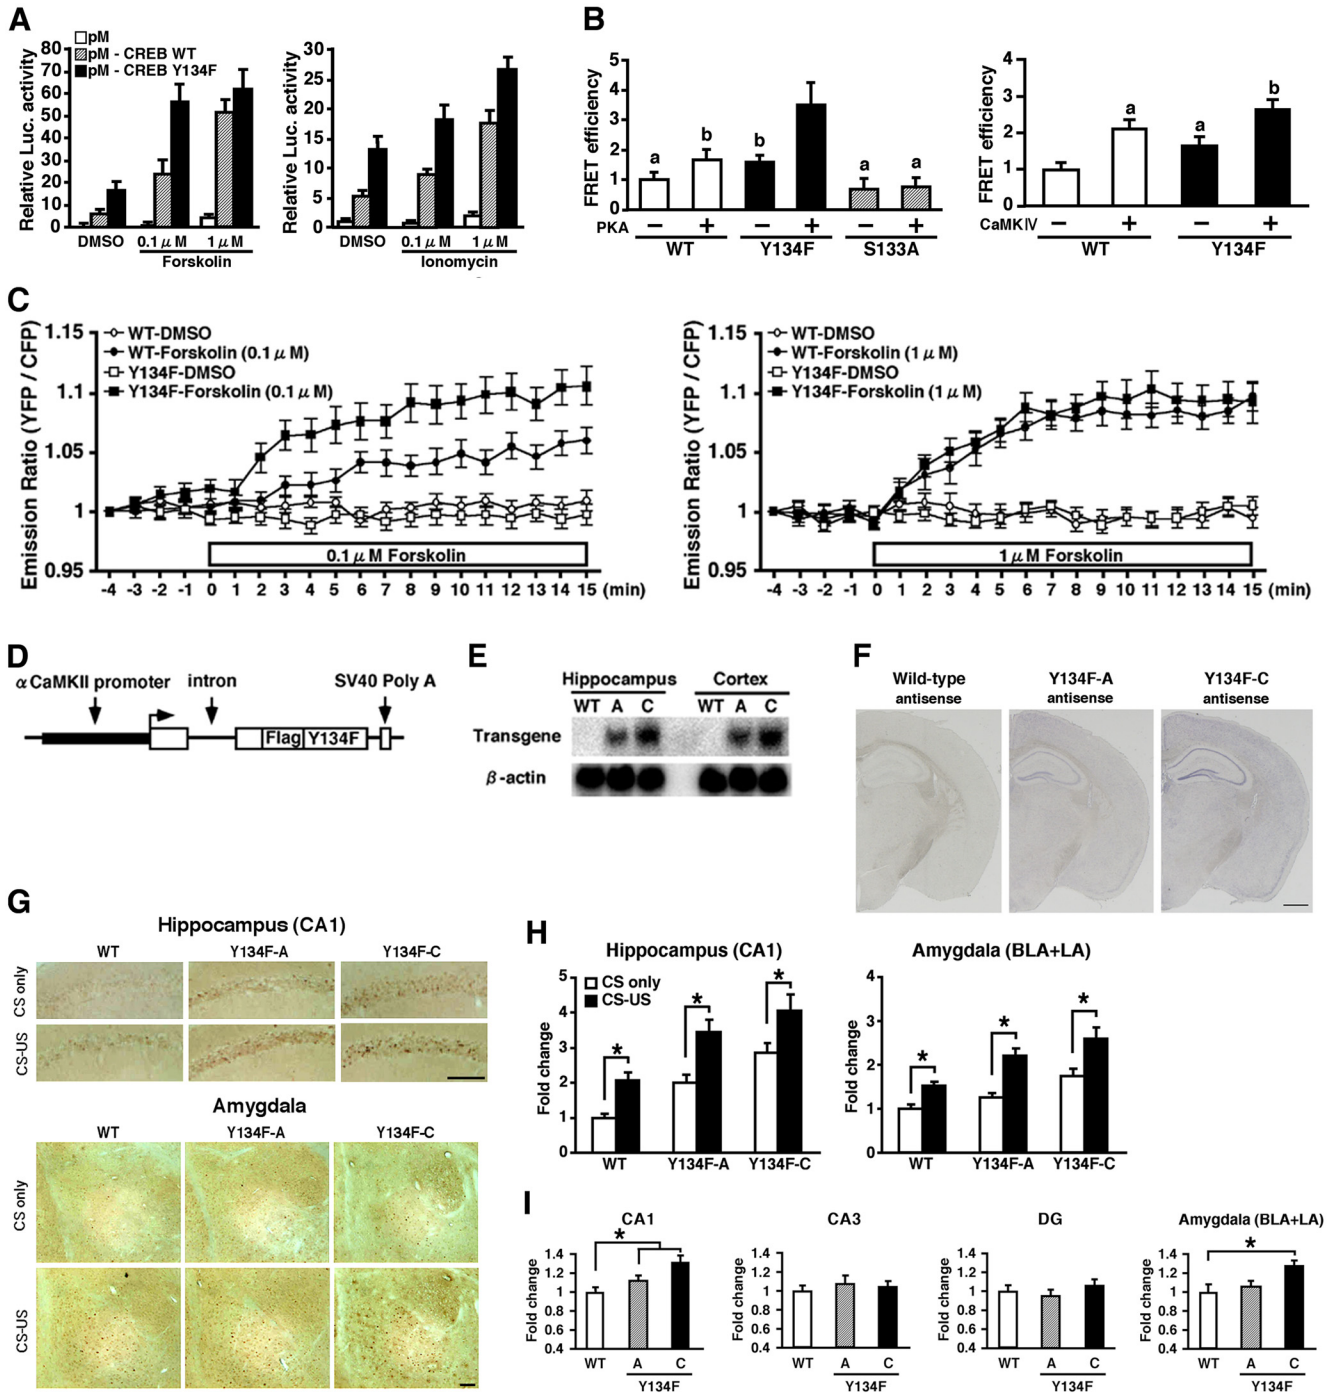 A
pM
pM - CREB WT
pM - CREB Y134F
Relative Luc. activity
80
70
60
50
40
30
20
10
0
DMSO 0.1 μ M 1 μ M
Forskolin
Relative Luc. activity
30
25
20
15
10
5
0
DMSO 0.1 μ M 1 μ M
Ionomycin
B
FRET efficiency
5
4
3
2
1
0
a b b a a
PKA − + − + − +
WT Y134F S133A
FRET efficiency
4
3
2
1
0
a a b
CaMKⅣ − + − +
WT Y134F
C
Emission Ratio (YFP / CFP)
1.15
1.1
1.05
1
0.95
WT-DMSO
WT-Forskolin (0.1 μ M)
Y134F-DMSO
Y134F-Forskolin (0.1 μ M)
0.1 μ M Forskolin
-4 -3 -2 -1 0 1 2 3 4 5 6 7 8 9 10 11 12 13 14 15 (min)
Emission Ratio (YFP / CFP)
1.15
1.1
1.05
1
0.95
WT-DMSO
WT-Forskolin (1 μ M)
Y134F-DMSO
Y134F-Forskolin (1 μ M)
1 μ M Forskolin
-4 -3 -2 -1 0 1 2 3 4 5 6 7 8 9 10 11 12 13 14 15 (min)
D
α CaMKII promoter intron SV40 Poly A
Flag Y134F
E
Hippocampus Cortex
WT A C WT A C
Transgene
β-actin
F
Wild-type
antisense
Y134F-A
antisense
Y134F-C
antisense
G
Hippocampus (CA1)
WT Y134F-A Y134F-C
CS only
CS-US
Amygdala
WT Y134F-A Y134F-C
CS only
CS-US
H
Hippocampus (CA1)
CS only
CS-US
Fold change
5
4
3
2
1
0
* * *
WT Y134F-A Y134F-C
Amygdala (BLA+LA)
Fold change
4
3
2
1
0
* * *
WT Y134F-A Y134F-C
I
CA1
Fold change
1.4
1.2
1
0.8
0.6
0.4
*
WT A C
Y134F
CA3
Fold change
1.4
1.2
1
0.8
0.6
0.4
WT A C
Y134F
DG
Fold change
1.4
1.2
1
0.8
0.6
0.4
WT A C
Y134F
Amygdala (BLA+LA)
Fold change
1.4
1.2
1
0.8
0.6
0.4
*
WT A C
Y134F